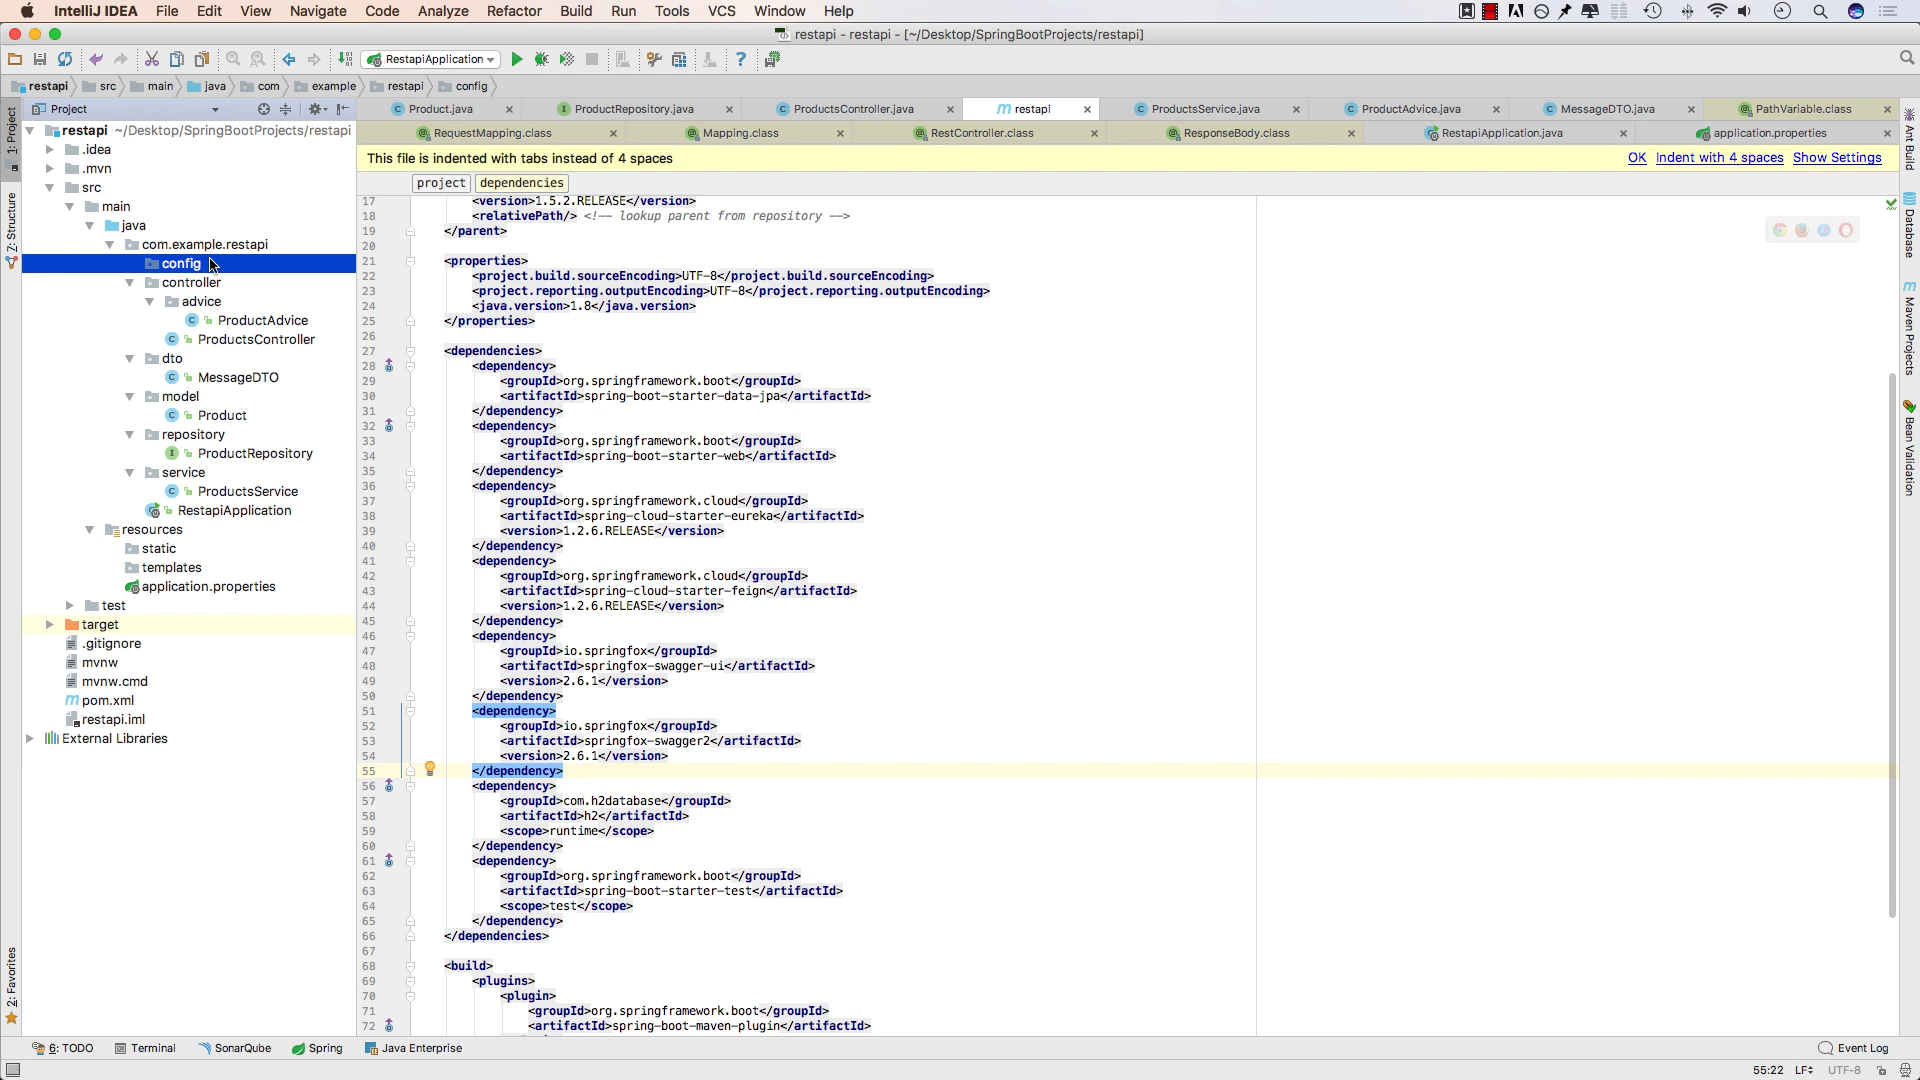 IntelliJ IDEA File Edit View Navigate Code Analyze Refactor Build Run Tools VCS Window Help
restapi - restapi - [~/Desktop/SpringBootProjects/restapi]
RestapiApplication
restapi src main java com example restapi config
Project
Product.java ProductRepository.java ProductsController.java restapi ProductsService.java ProductAdvice.java MessageDTO.java PathVariable.class
RequestMapping.class Mapping.class RestController.class ResponseBody.class RestapiApplication.java application.properties
This file is indented with tabs instead of 4 spaces OK Indent with 4 spaces Show Settings
project dependencies
1: Project
Z: Structure
2: Favorites
restapi ~/Desktop/SpringBootProjects/restapi
.idea
.mvn
src
main
java
com.example.restapi
config
controller
advice
ProductAdvice
ProductsController
dto
MessageDTO
model
Product
repository
ProductRepository
service
ProductsService
RestapiApplication
resources
static
templates
application.properties
test
target
.gitignore
mvnw
mvnw.cmd
pom.xml
restapi.iml
External Libraries
17 <version>1.5.2.RELEASE</version>
18 <relativePath/> <!-- lookup parent from repository -->
19 </parent>
20
21 <properties>
22 <project.build.sourceEncoding>UTF-8</project.build.sourceEncoding>
23 <project.reporting.outputEncoding>UTF-8</project.reporting.outputEncoding>
24 <java.version>1.8</java.version>
25 </properties>
26
27 <dependencies>
28 <dependency>
29 <groupId>org.springframework.boot</groupId>
30 <artifactId>spring-boot-starter-data-jpa</artifactId>
31 </dependency>
32 <dependency>
33 <groupId>org.springframework.boot</groupId>
34 <artifactId>spring-boot-starter-web</artifactId>
35 </dependency>
36 <dependency>
37 <groupId>org.springframework.cloud</groupId>
38 <artifactId>spring-cloud-starter-eureka</artifactId>
39 <version>1.2.6.RELEASE</version>
40 </dependency>
41 <dependency>
42 <groupId>org.springframework.cloud</groupId>
43 <artifactId>spring-cloud-starter-feign</artifactId>
44 <version>1.2.6.RELEASE</version>
45 </dependency>
46 <dependency>
47 <groupId>io.springfox</groupId>
48 <artifactId>springfox-swagger-ui</artifactId>
49 <version>2.6.1</version>
50 </dependency>
51 <dependency>
52 <groupId>io.springfox</groupId>
53 <artifactId>springfox-swagger2</artifactId>
54 <version>2.6.1</version>
55 </dependency>
56 <dependency>
57 <groupId>com.h2database</groupId>
58 <artifactId>h2</artifactId>
59 <scope>runtime</scope>
60 </dependency>
61 <dependency>
62 <groupId>org.springframework.boot</groupId>
63 <artifactId>spring-boot-starter-test</artifactId>
64 <scope>test</scope>
65 </dependency>
66 </dependencies>
67
68 <build>
69 <plugins>
70 <plugin>
71 <groupId>org.springframework.boot</groupId>
72 <artifactId>spring-boot-maven-plugin</artifactId>
Ant Build
Database
Maven Projects
Bean Validation
6: TODO Terminal SonarQube Spring Java Enterprise Event Log
55:22 LF UTF-8